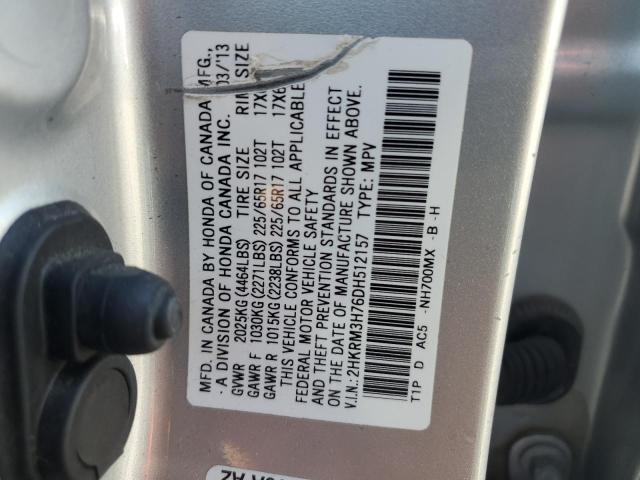 MFD. IN CANADA BY HONDA OF CANADA MFG.,
· A DIVISION OF HONDA CANADA INC. 03/'13
GVWR 2025KG (4464LBS) TIRE SIZE RIM SIZE
GAWR F 1030KG (2271LBS) 225/65R17 102T 17X6
GAWR R 1015KG (2238LBS) 225/65R17 102T 17X6
THIS VEHICLE CONFORMS TO ALL APPLICABLE
FEDERAL MOTOR VEHICLE SAFETY
AND THEFT PREVENTION STANDARDS IN EFFECT
ON THE DATE OF MANUFACTURE SHOWN ABOVE.
V.I.N.: 2HKRM3H76DH512157 TYPE: MPV
T1P D AC5 -NH700MX -B -H